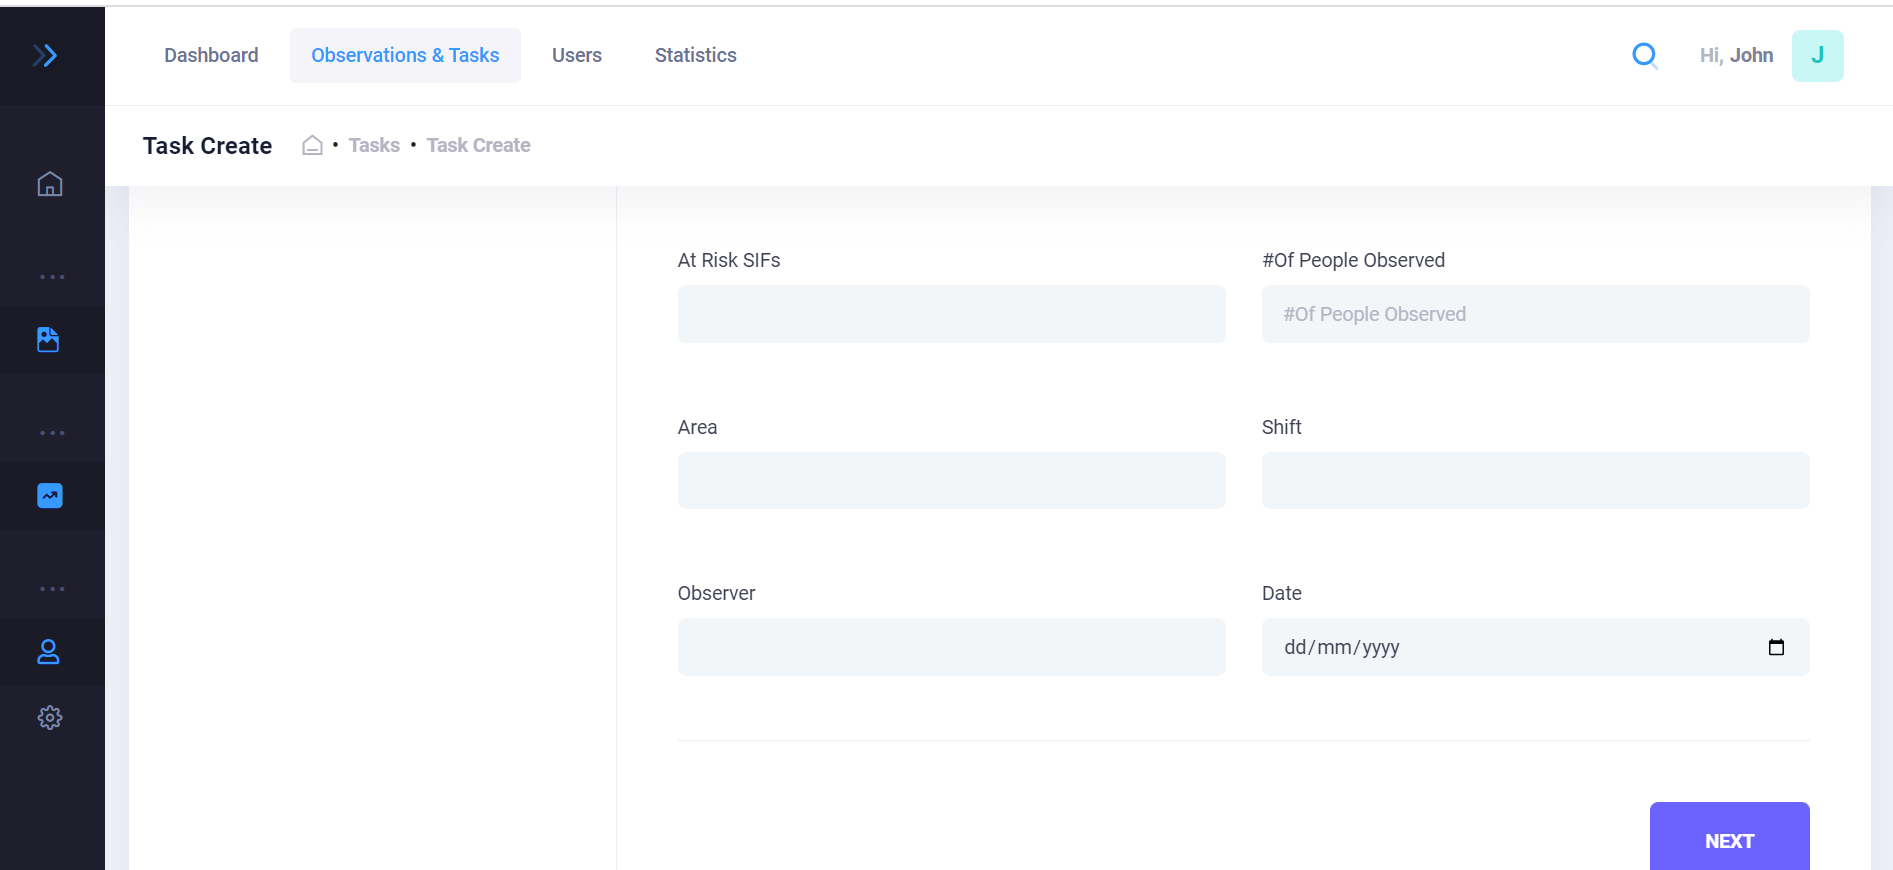 Dashboard Observations & Tasks Users Statistics Hi, John J
Task Create • Tasks • Task Create
At Risk SIFs #Of People Observed
#Of People Observed
Area Shift
Observer Date
dd/mm/yyyy
NEXT